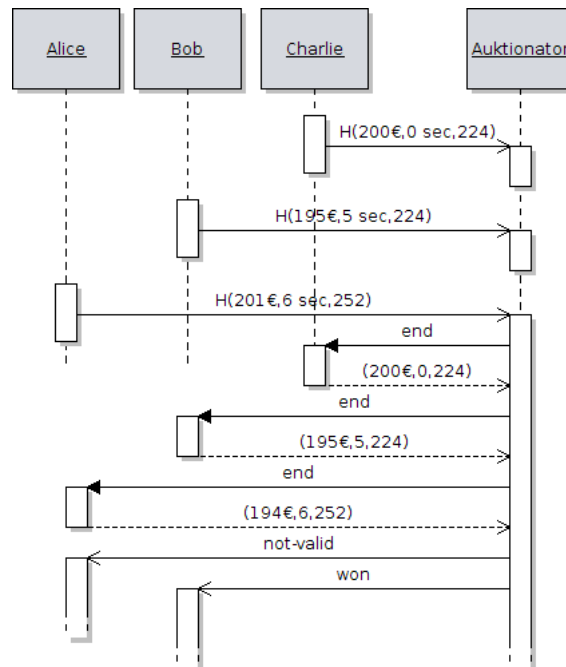 Alice Bob Charlie Auktionator
H(200€,0 sec,224)
H(195€,5 sec,224)
H(201€,6 sec,252)
end
(200€,0,224)
end
(195€,5,224)
end
(194€,6,252)
not-valid
won